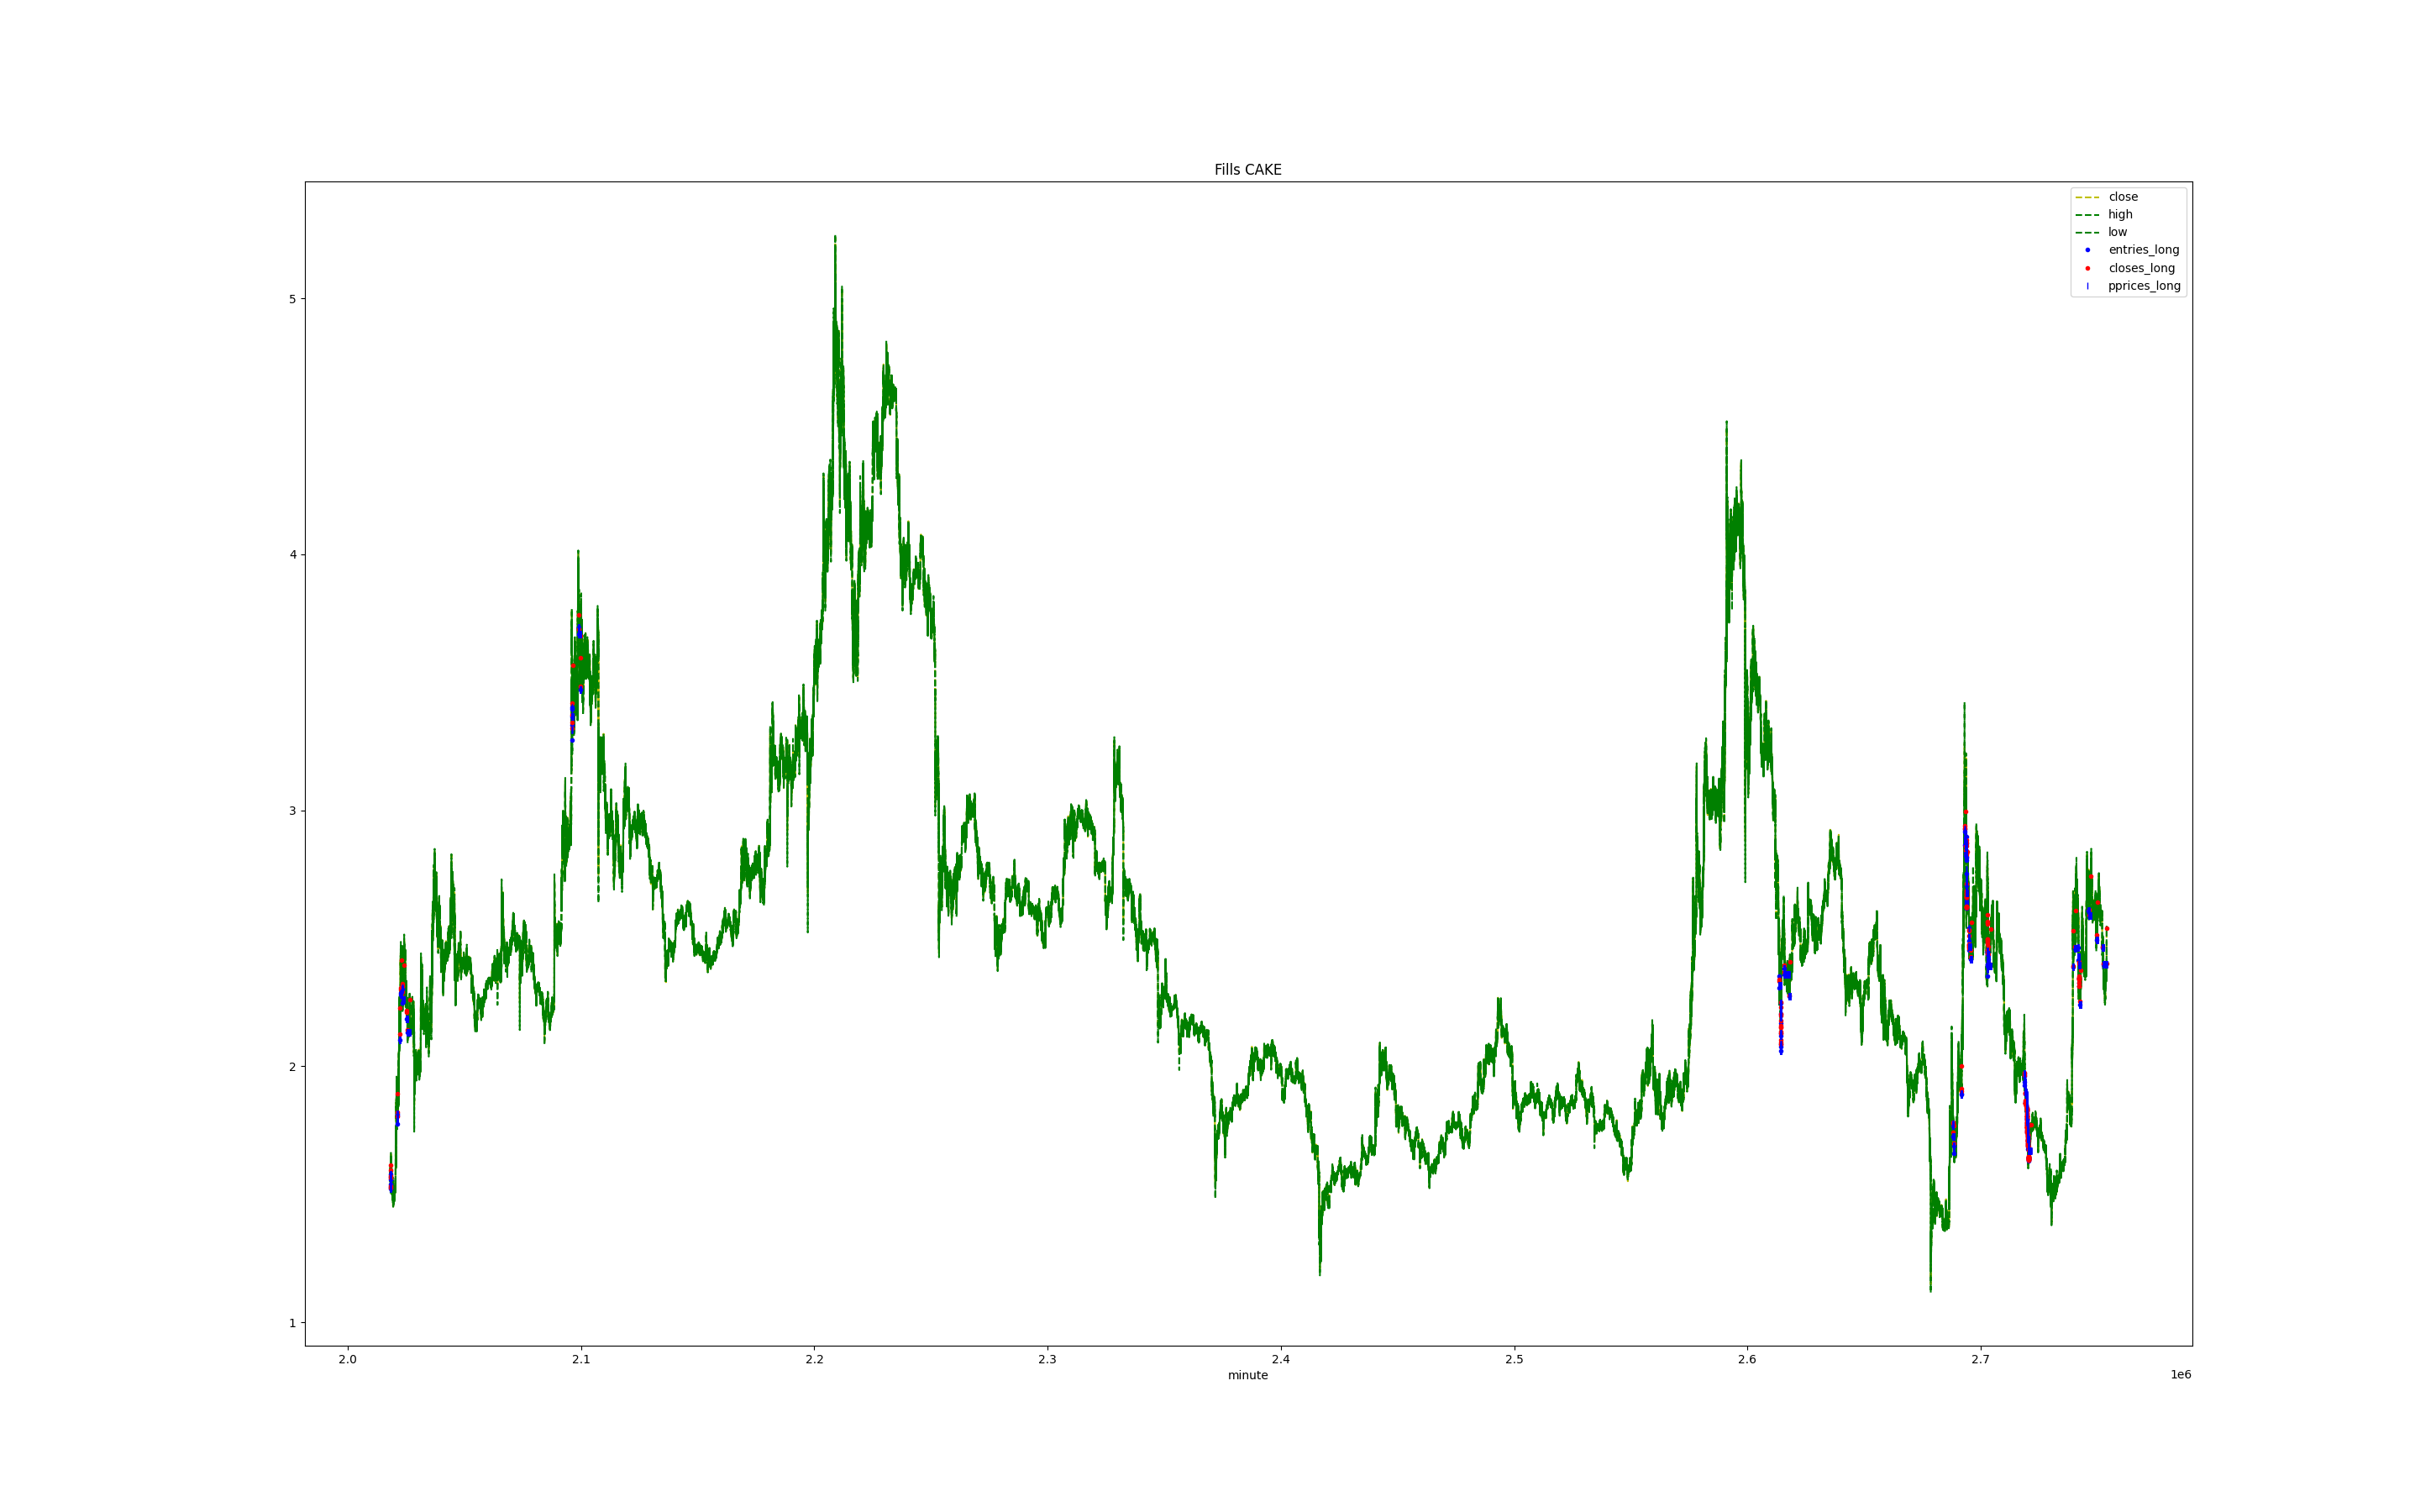 Fills CAKE
close
high
low
entries_long
closes_long
pprices_long
5
4
3
2
1
2.0 2.1 2.2 2.3 2.4 2.5 2.6 2.7
minute
1e6